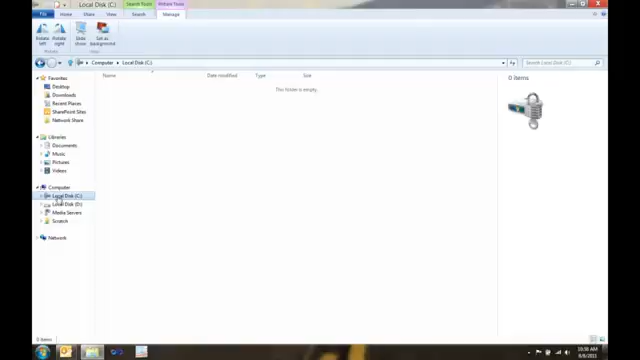 Local Disk (C:)
Search Tools
Picture Tools
File
Home
Share
View
Search
Manage
Rotate left
Rotate right
Slide show
Set as background
Rotate
View
Computer
Local Disk (C:)
Search Local Disk (C:)
Name
Date modified
Type
Size
This folder is empty.
0 items
Favorites
Desktop
Downloads
Recent Places
SharePoint Sites
Network Share
Libraries
Documents
Music
Pictures
Videos
Computer
Local Disk (C:)
Local Disk (D:)
Media Servers
Scratch
Network
0 items
10:38 AM